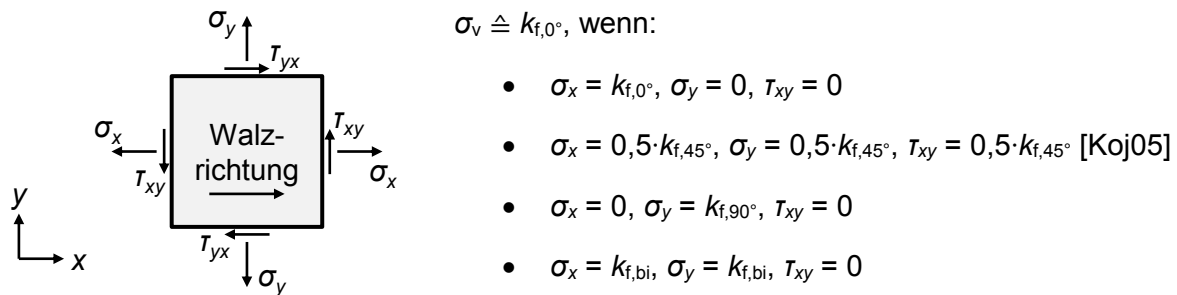 σy
τyx
σx
τxy
Walz-
richtung
τxy
σx
τyx
σy
y
x
σv ≙ kf,0°, wenn:
• σx = kf,0°, σy = 0, τxy = 0
• σx = 0,5·kf,45°, σy = 0,5·kf,45°, τxy = 0,5·kf,45° [Koj05]
• σx = 0, σy = kf,90°, τxy = 0
• σx = kf,bi, σy = kf,bi, τxy = 0